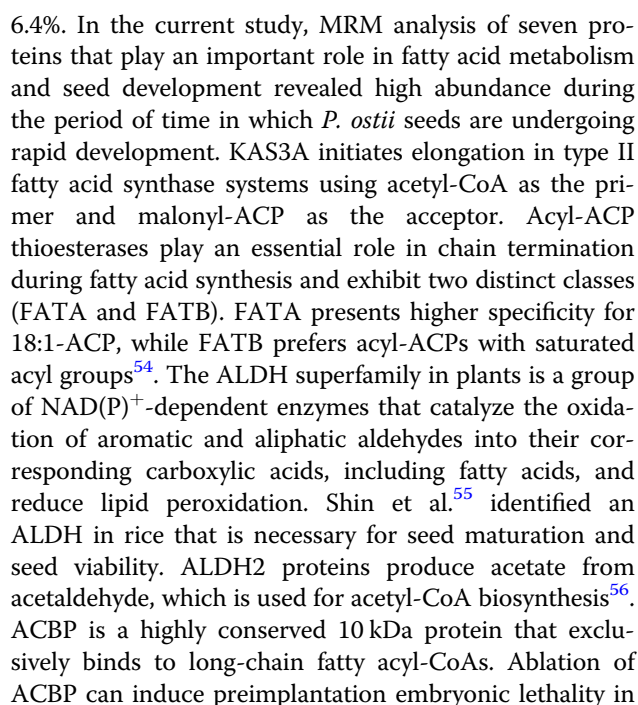 6.4%. In the current study, MRM analysis of seven pro-
teins that play an important role in fatty acid metabolism
and seed development revealed high abundance during
the period of time in which P. ostii seeds are undergoing
rapid development. KAS3A initiates elongation in type II
fatty acid synthase systems using acetyl-CoA as the pri-
mer and malonyl-ACP as the acceptor. Acyl-ACP
thioesterases play an essential role in chain termination
during fatty acid synthesis and exhibit two distinct classes
(FATA and FATB). FATA presents higher specificity for
18:1-ACP, while FATB prefers acyl-ACPs with saturated
acyl groups54. The ALDH superfamily in plants is a group
of NAD(P)+-dependent enzymes that catalyze the oxida-
tion of aromatic and aliphatic aldehydes into their cor-
responding carboxylic acids, including fatty acids, and
reduce lipid peroxidation. Shin et al.55 identified an
ALDH in rice that is necessary for seed maturation and
seed viability. ALDH2 proteins produce acetate from
acetaldehyde, which is used for acetyl-CoA biosynthesis56.
ACBP is a highly conserved 10 kDa protein that exclu-
sively binds to long-chain fatty acyl-CoAs. Ablation of
ACBP can induce preimplantation embryonic lethality in